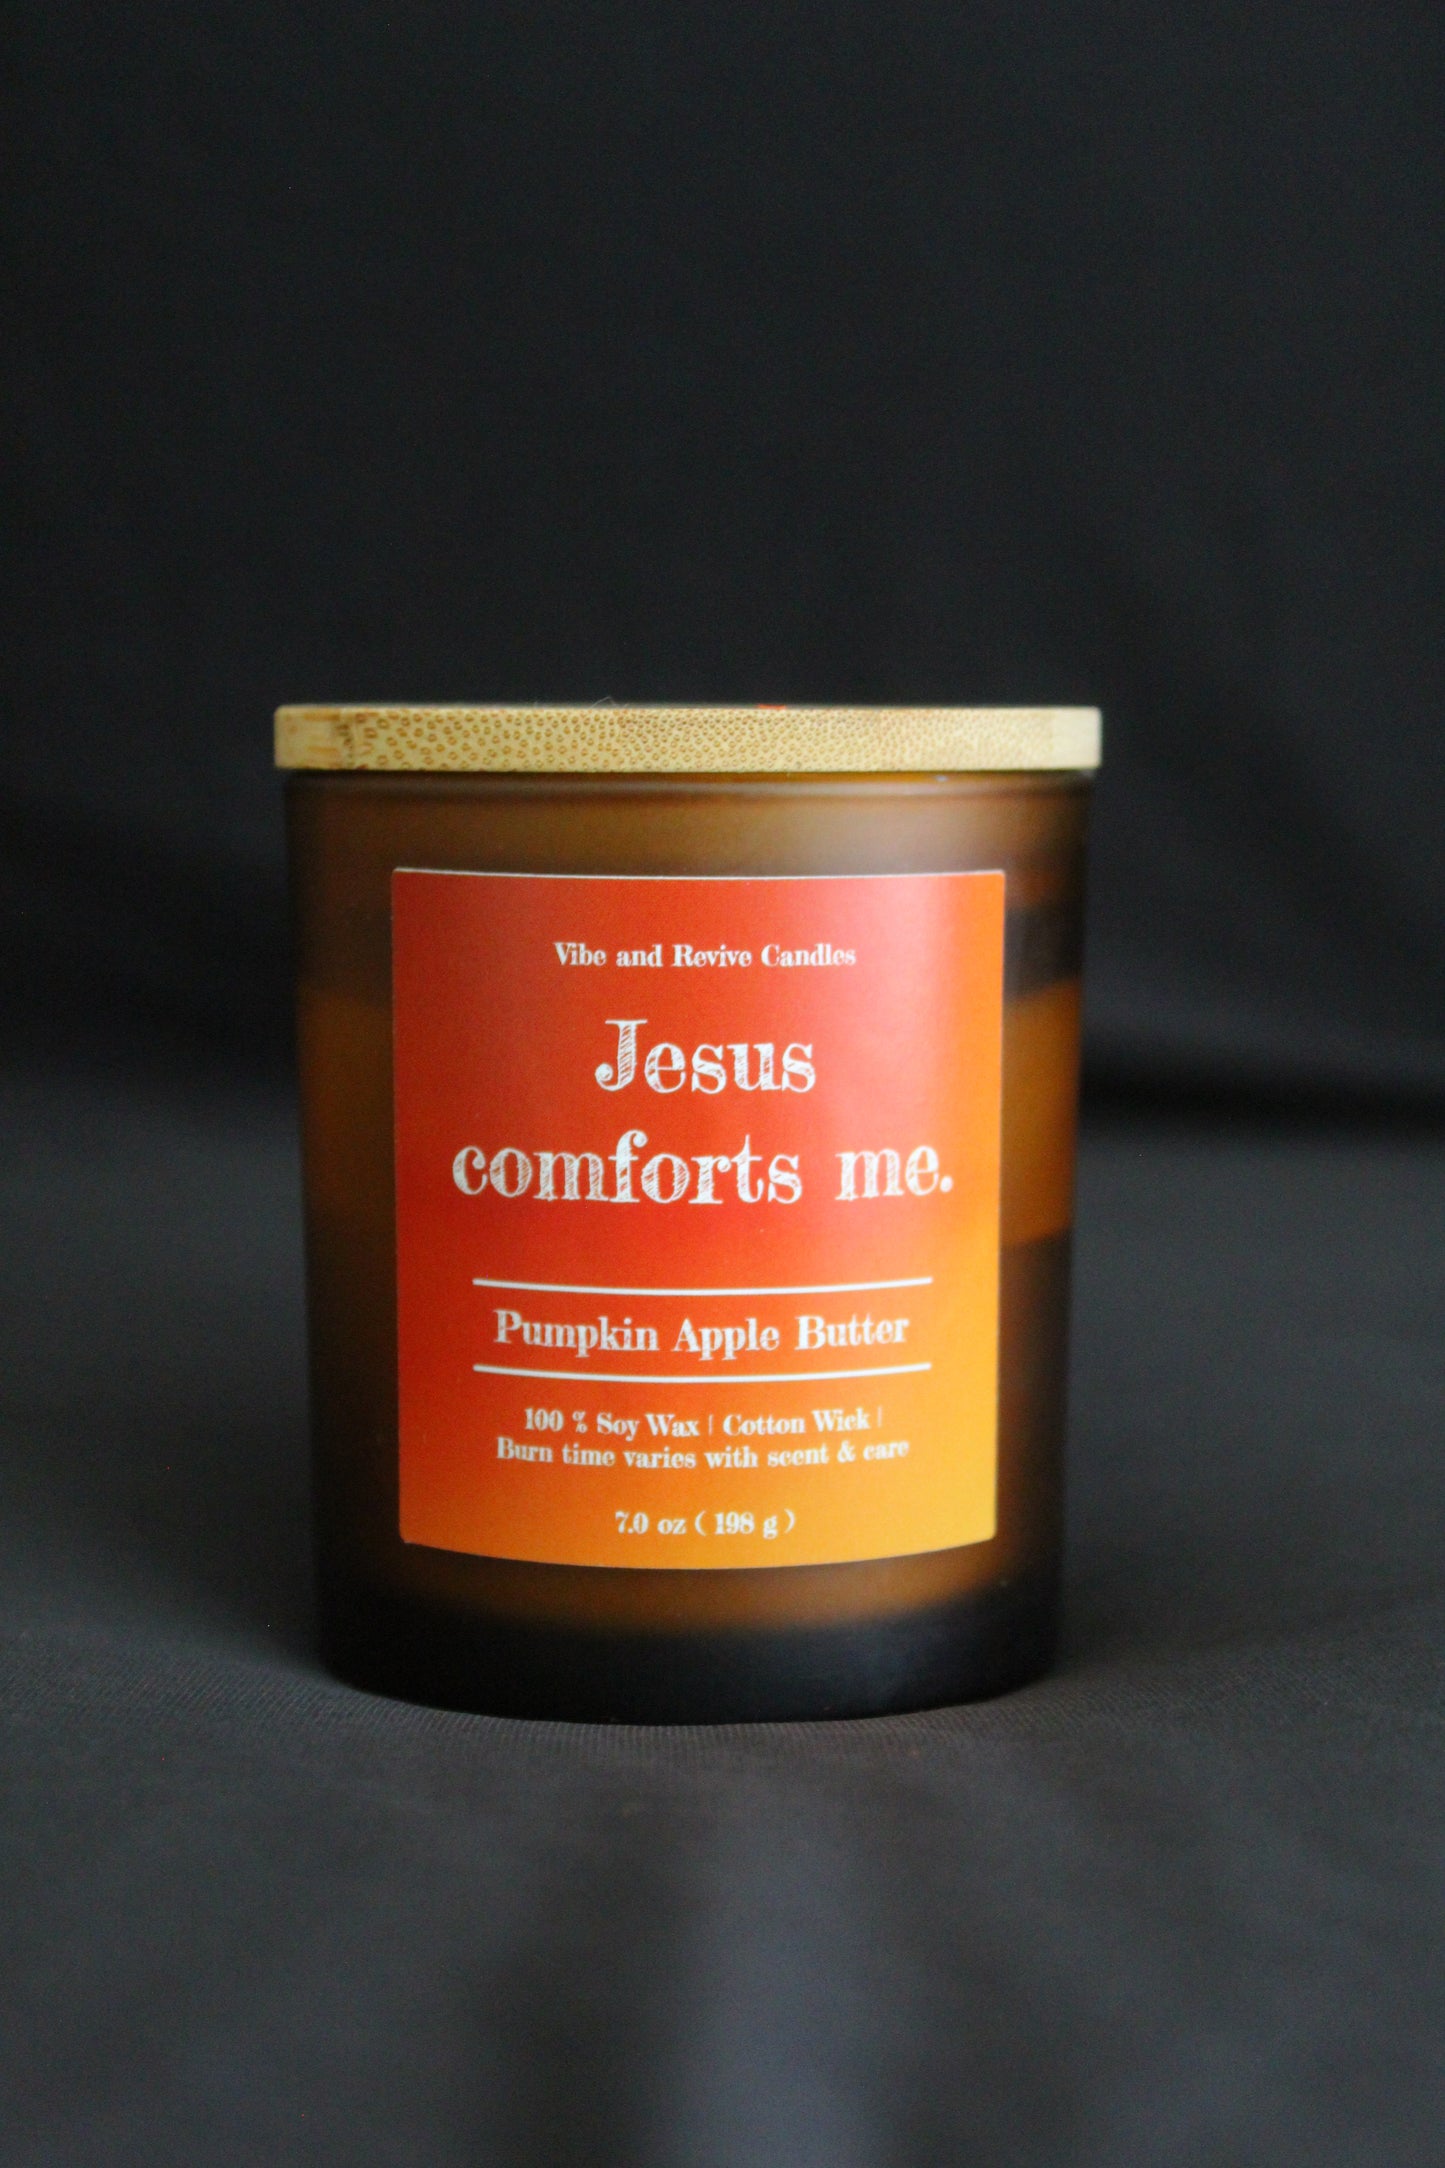 Vibe and Revive Candles
Jesus
comforts me.
Pumpkin Apple Butter
100 % Soy Wax | Cotton Wick |
Burn time varies with scent & care
7.0 oz ( 198 g )